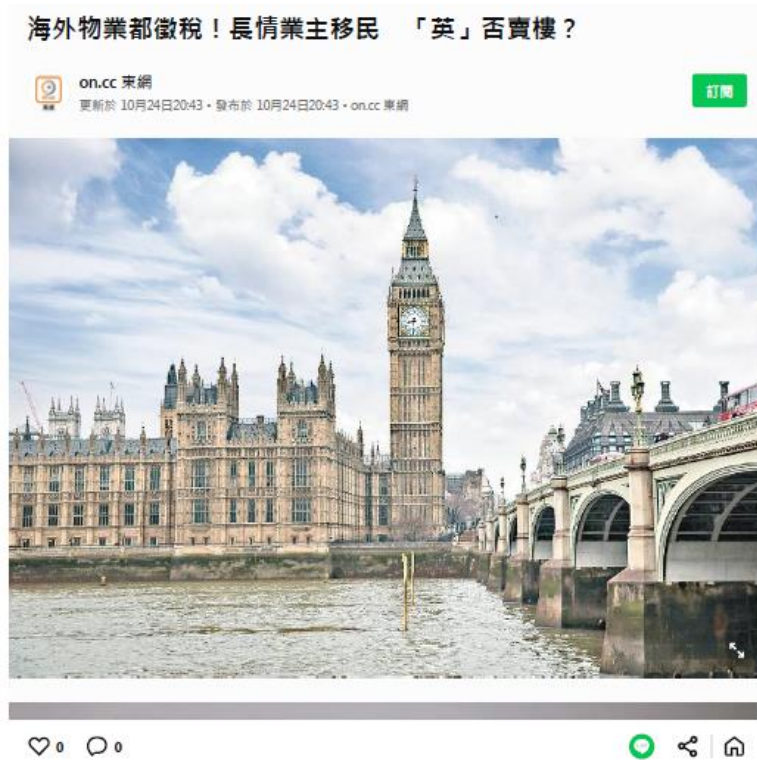 海外物業都徵稅！長情業主移民　「英」否賣樓？
on.cc 東網
訂閱
更新於 10月24日20:43・發布於 10月24日20:43・on.cc 東網
0 0